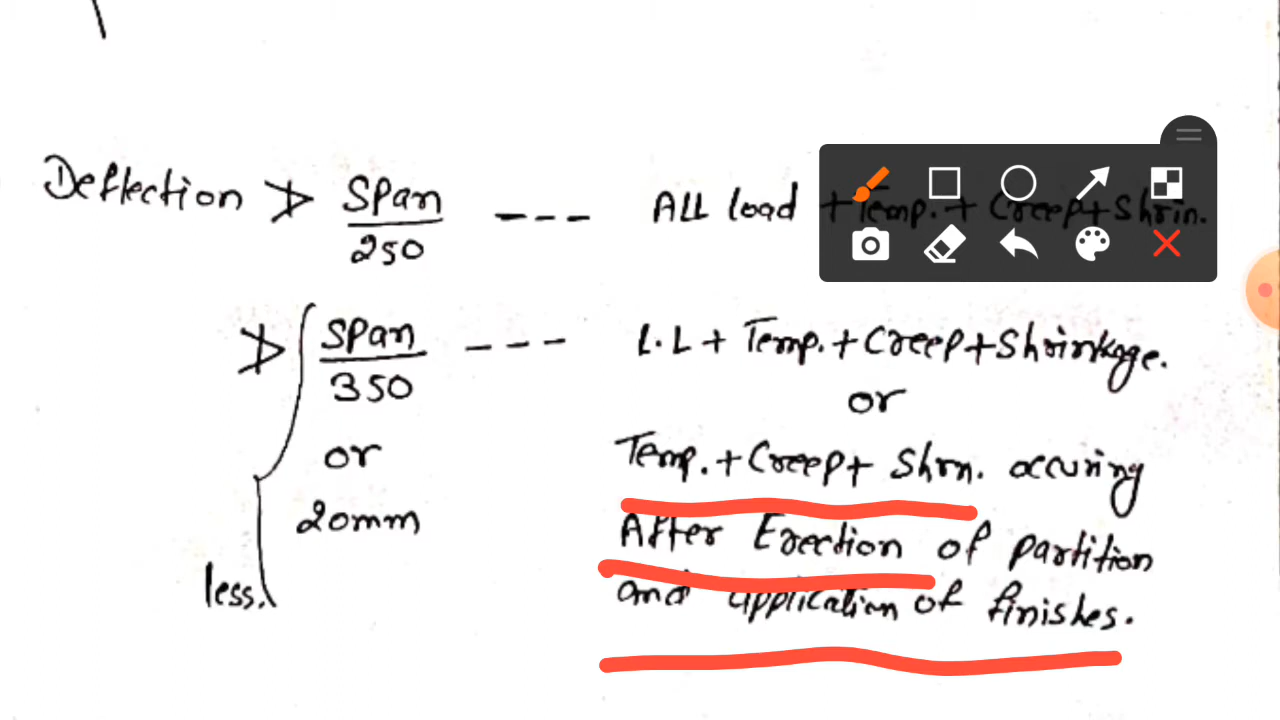 Deflection ≯ Span/250 --- ALL load + Temp. + Creep + Shrin.
≯ Span/350 --- L.L + Temp. + Creep + Shrinkage.
or
or
Temp. + Creep + Shrn. occuring
20mm
After Erection of partition
less.
and application of finishes.